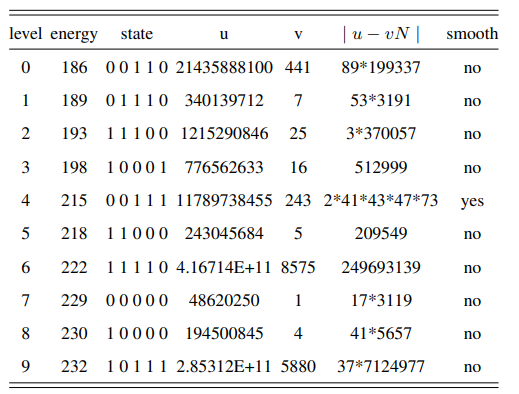 level energy state u v | u − vN | smooth
0 186 0 0 1 1 0 21435888100 441 89*199337 no
1 189 0 1 1 1 0 340139712 7 53*3191 no
2 193 1 1 1 0 0 1215290846 25 3*370057 no
3 198 1 0 0 0 1 776562633 16 512999 no
4 215 0 0 1 1 1 11789738455 243 2*41*43*47*73 yes
5 218 1 1 0 0 0 243045684 5 209549 no
6 222 1 1 1 1 0 4.16714E+11 8575 249693139 no
7 229 0 0 0 0 0 48620250 1 17*3119 no
8 230 1 0 0 0 0 194500845 4 41*5657 no
9 232 1 0 1 1 1 2.85312E+11 5880 37*7124977 no